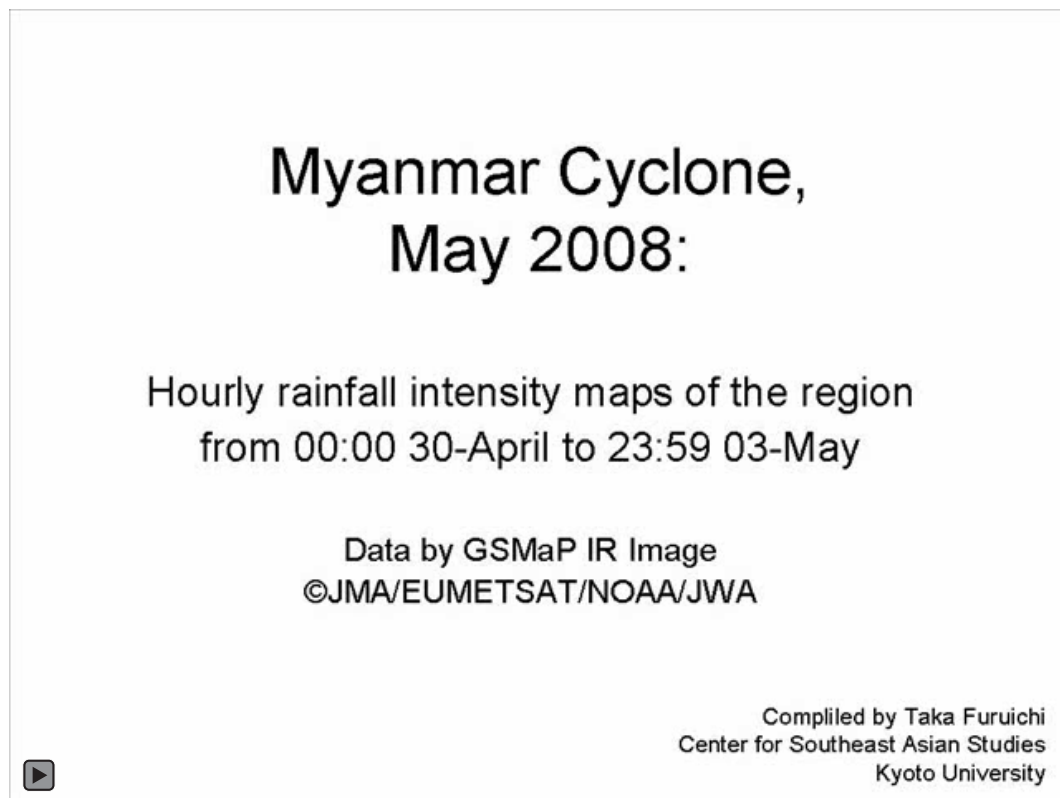 Myanmar Cyclone,
May 2008:
Hourly rainfall intensity maps of the region
from 00:00 30-April to 23:59 03-May
Data by GSMaP IR Image
©JMA/EUMETSAT/NOAA/JWA
Complied by Taka Furuichi
Center for Southeast Asian Studies
Kyoto University